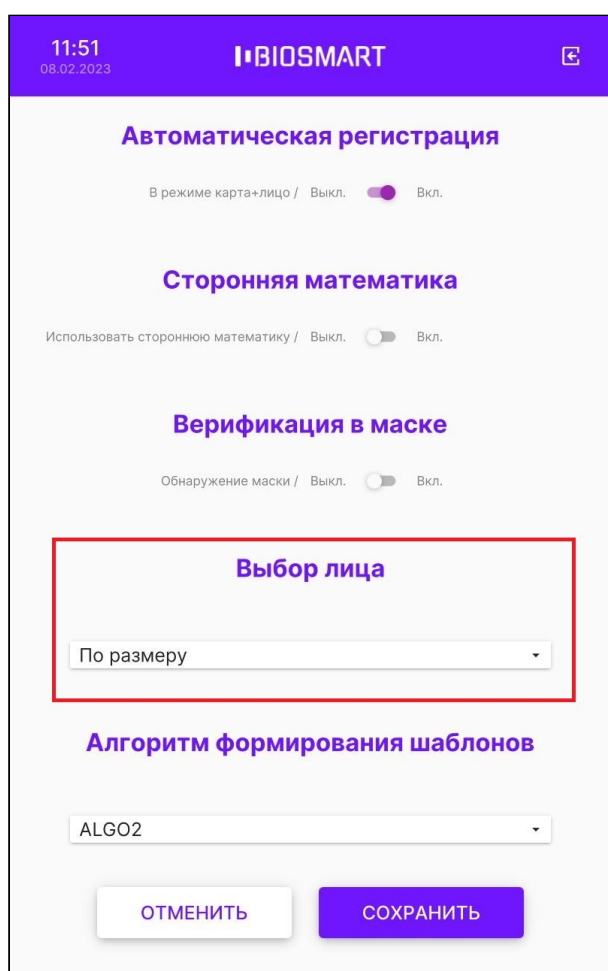 11:51
08.02.2023
BIOSMART
Автоматическая регистрация
В режиме карта+лицо / Выкл. Вкл.
Сторонняя математика
Использовать стороннюю математику / Выкл. Вкл.
Верификация в маске
Обнаружение маски / Выкл. Вкл.
Выбор лица
По размеру
Алгоритм формирования шаблонов
ALGO2
ОТМЕНИТЬ СОХРАНИТЬ